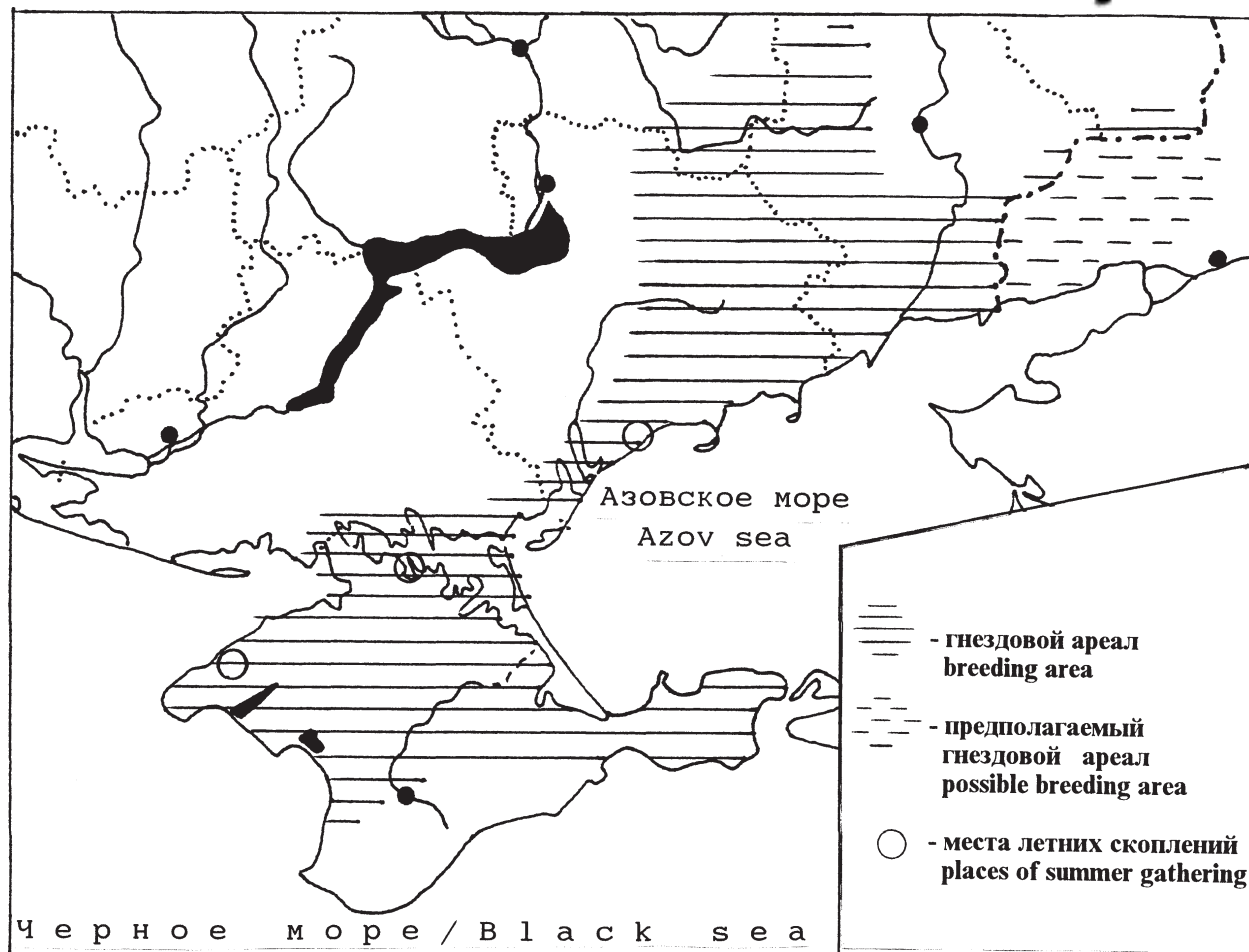 Азовское море
Azov sea
- гнездовой ареал
breeding area
- предполагаемый
гнездовой ареал
possible breeding area
- места летних скоплений
places of summer gathering
Черное море/Black sea